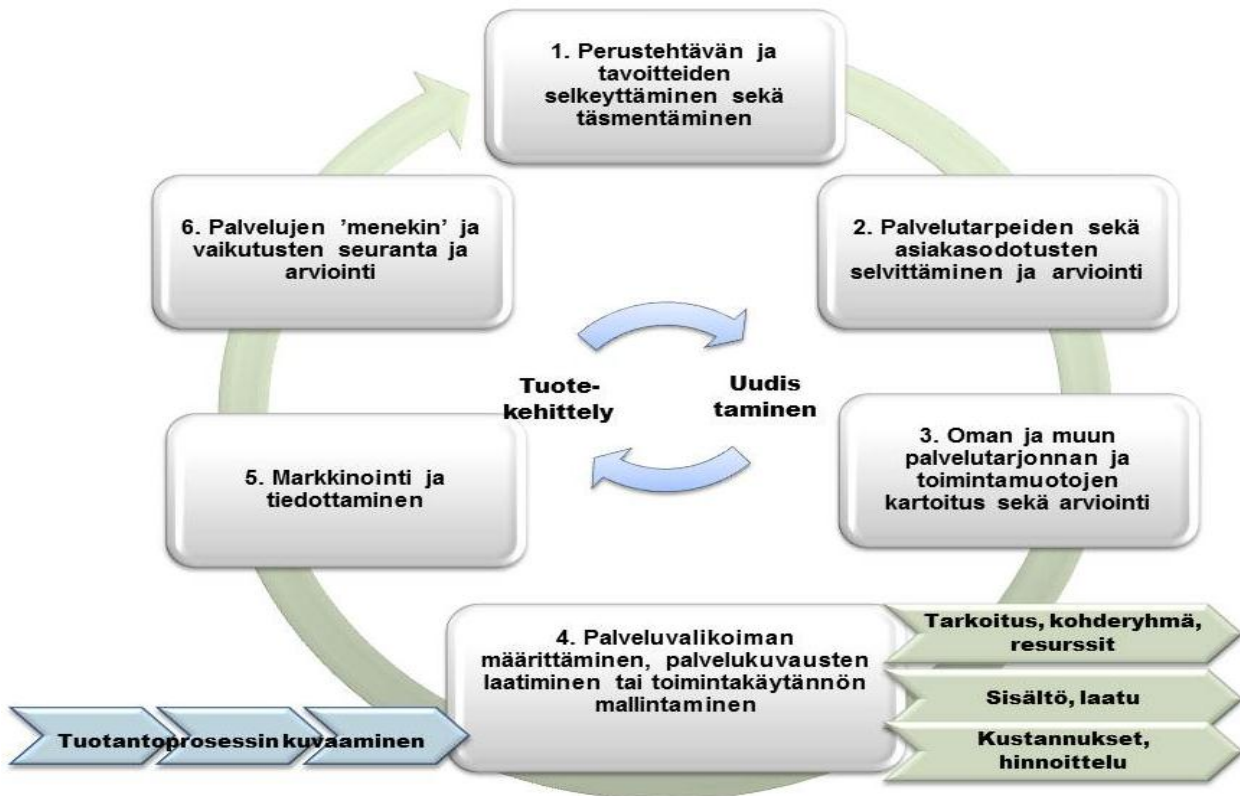 1. Perustehtävän ja
tavoitteiden
selkeyttäminen sekä
täsmentäminen
2. Palvelutarpeiden sekä
asiakasodotusten
selvittäminen ja arviointi
3. Oman ja muun
palvelutarjonnan ja
toimintamuotojen
kartoitus sekä arviointi
4. Palveluvalikoiman
määrittäminen, palvelukuvausten
laatiminen tai toimintakäytännön
mallintaminen
Tarkoitus, kohderyhmä,
resurssit
Sisältö, laatu
Kustannukset,
hinnoittelu
Tuotantoprosessin kuvaaminen
5. Markkinointi ja
tiedottaminen
6. Palvelujen ’menekin’ ja
vaikutusten seuranta ja
arviointi
Tuote-
kehittely
Uudis
taminen